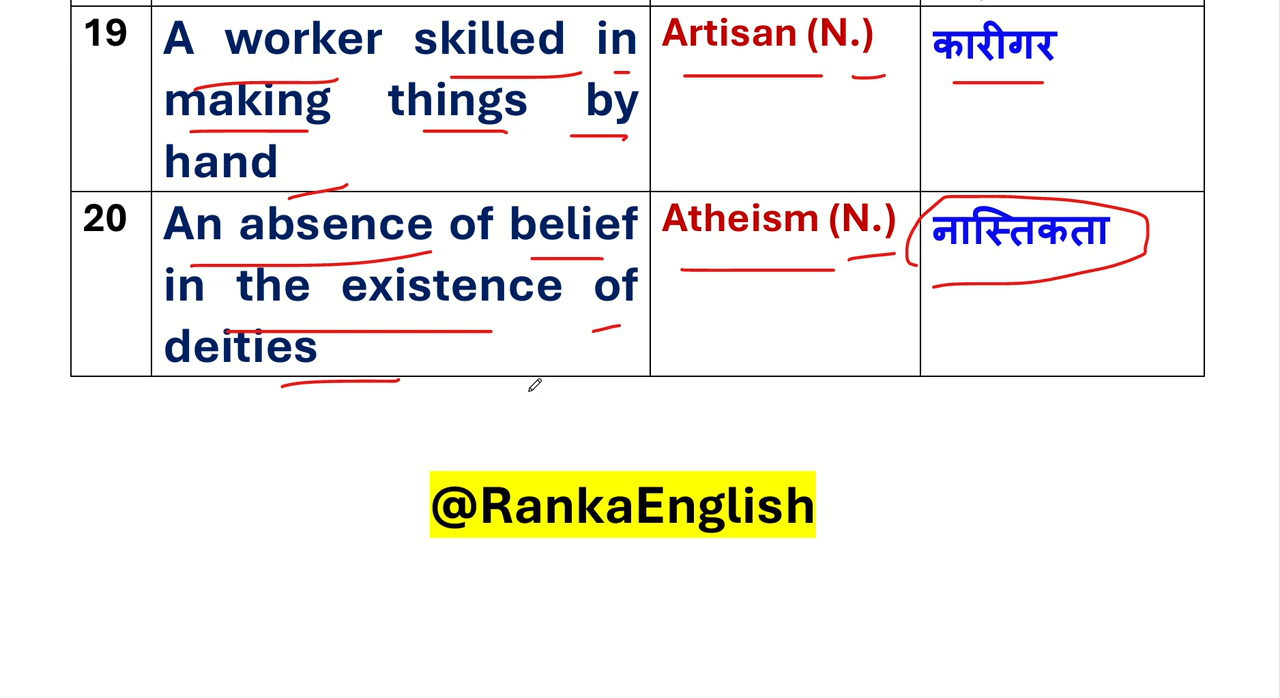 19 A worker skilled in Artisan (N.) कारीगर
making things by
hand
20 An absence of belief Atheism (N.) नास्तिकता
in the existence of
deities
@RankaEnglish